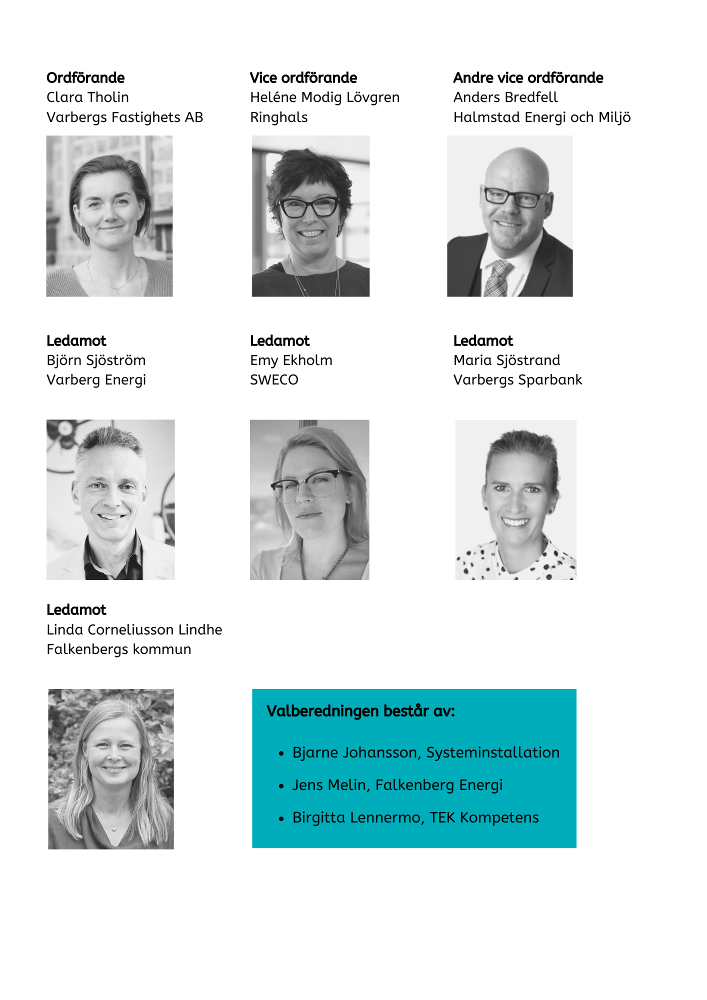 Ordförande
Clara Tholin
Varbergs Fastighets AB
Vice ordförande
Heléne Modig Lövgren
Ringhals
Andre vice ordförande
Anders Bredfell
Halmstad Energi och Miljö
Ledamot
Björn Sjöström
Varberg Energi
Ledamot
Emy Ekholm
SWECO
Ledamot
Maria Sjöstrand
Varbergs Sparbank
Ledamot
Linda Corneliusson Lindhe
Falkenbergs kommun
Valberedningen består av:
• Bjarne Johansson, Systeminstallation
• Jens Melin, Falkenberg Energi
• Birgitta Lennermo, TEK Kompetens